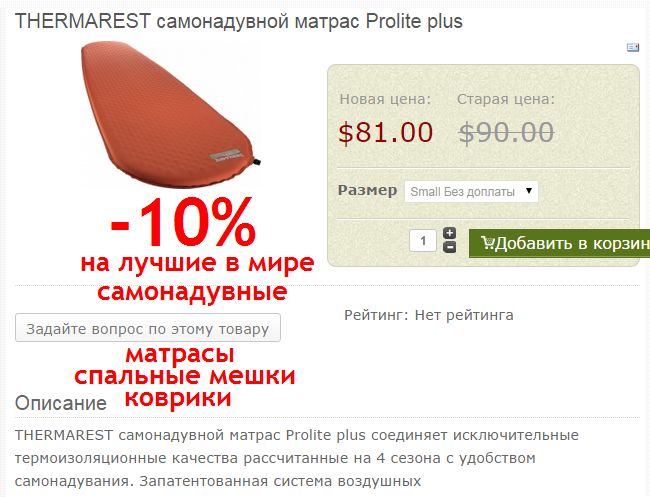 THERMAREST самонадувной матрас Prolite plus
Новая цена: Старая цена:
$81.00 $90.00
Размер Small Без доплаты
1 + − Добавить в корзин
-10%
на лучшие в мире
самонадувные
Рейтинг: Нет рейтинга
Задайте вопрос по этому товару
матрасы
спальные мешки
коврики
Описание
THERMAREST самонадувной матрас Prolite plus соединяет исключительные
термоизоляционные качества рассчитанные на 4 сезона с удобством
самонадувания. Запатентованная система воздушных